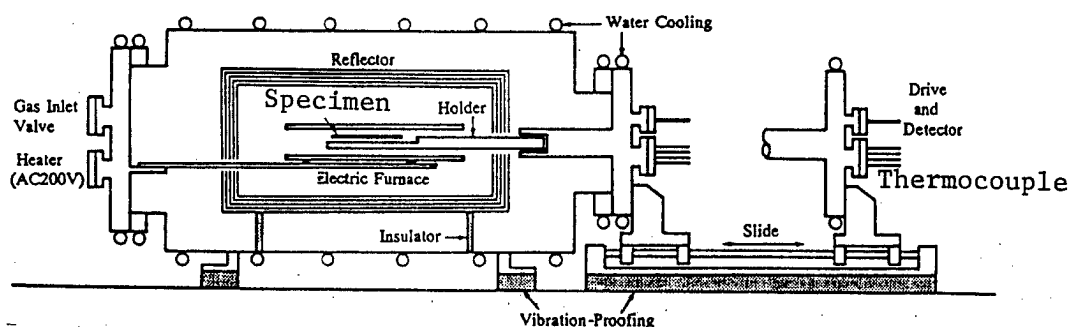 Water Cooling
Reflector
Specimen
Holder
Gas Inlet
Valve
Heater
(AC200V)
Electric Furnace
Insulator
Drive
and
Detector
Thermocouple
Slide
Vibration-Proofing